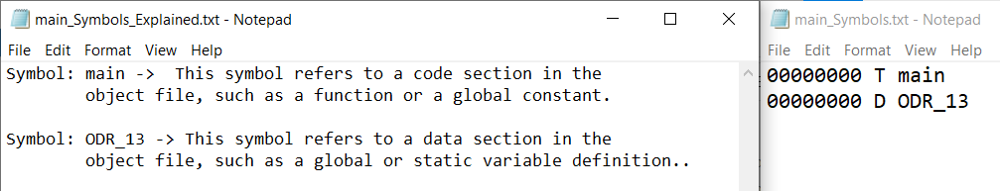 main_Symbols_Explained.txt - Notepad
File Edit Format View Help
Symbol: main -> This symbol refers to a code section in the
object file, such as a function or a global constant.
Symbol: ODR_13 -> This symbol refers to a data section in the
object file, such as a global or static variable definition..
main_Symbols.txt - Notepad
File Edit Format View Help
00000000 T main
00000000 D ODR_13